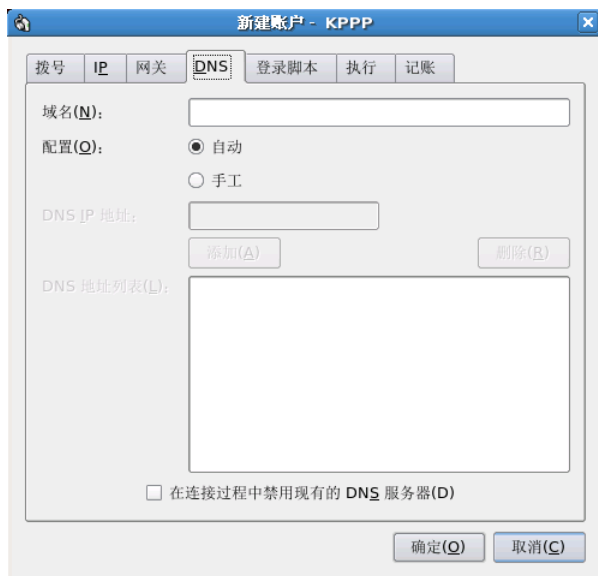 新建账户 - KPPP
拨号 IP 网关 DNS 登录脚本 执行 记账
域名(N):
配置(O): 自动
手工
DNS IP 地址:
添加(A) 删除(R)
DNS 地址列表(L):
在连接过程中禁用现有的 DNS 服务器(D)
确定(O) 取消(C)